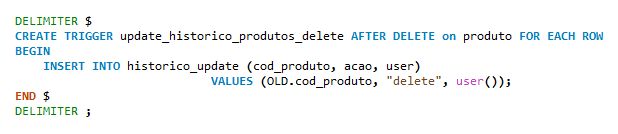 DELIMITER $
CREATE TRIGGER update_historico_produtos_delete AFTER DELETE on produto FOR EACH ROW
BEGIN
    INSERT INTO historico_update (cod_produto, acao, user)
                         VALUES (OLD.cod_produto, "delete", user());
END $
DELIMITER ;